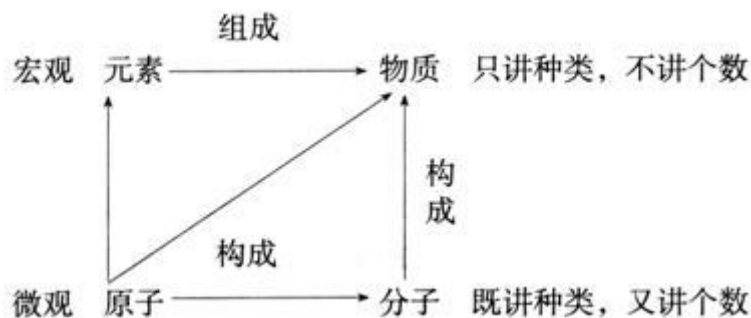 组成
宏观 元素 物质 只讲种类，不讲个数
构成
构成
微观 原子 分子 既讲种类，又讲个数